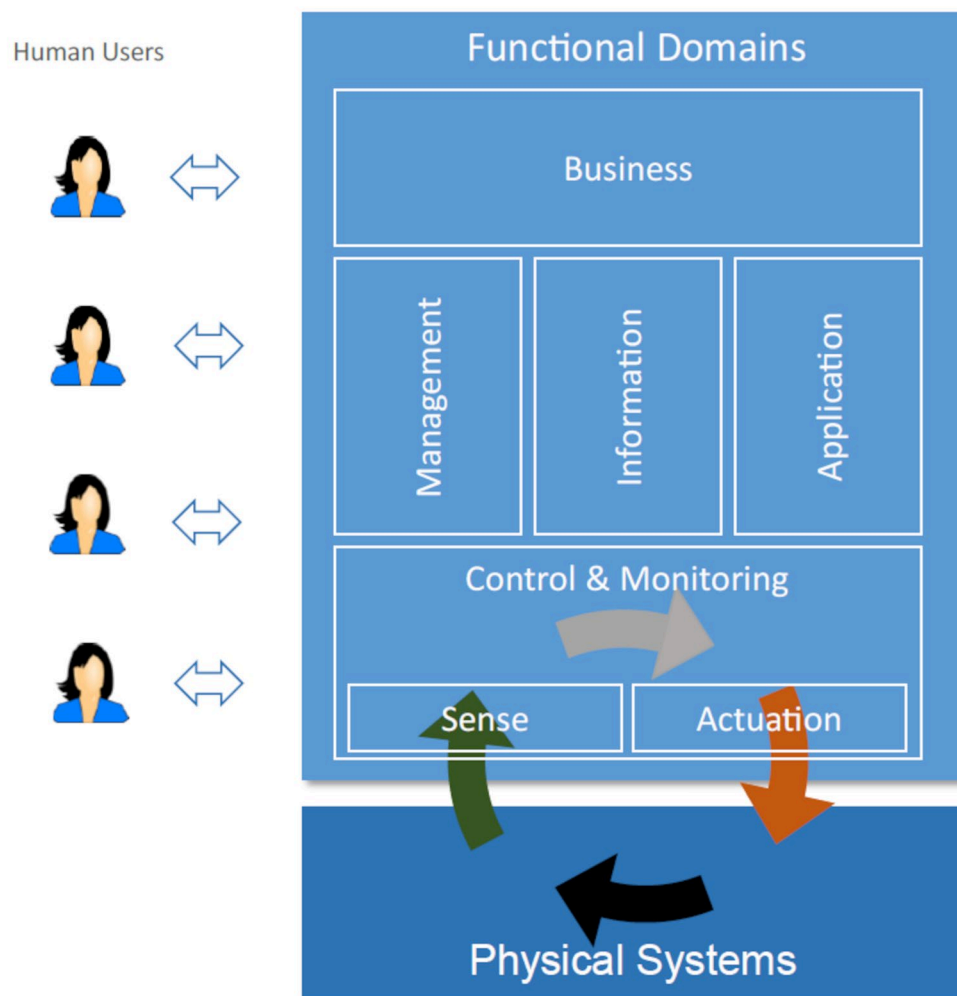 Human Users
Functional Domains
Business
Management
Information
Application
Control & Monitoring
Sense
Actuation
Physical Systems